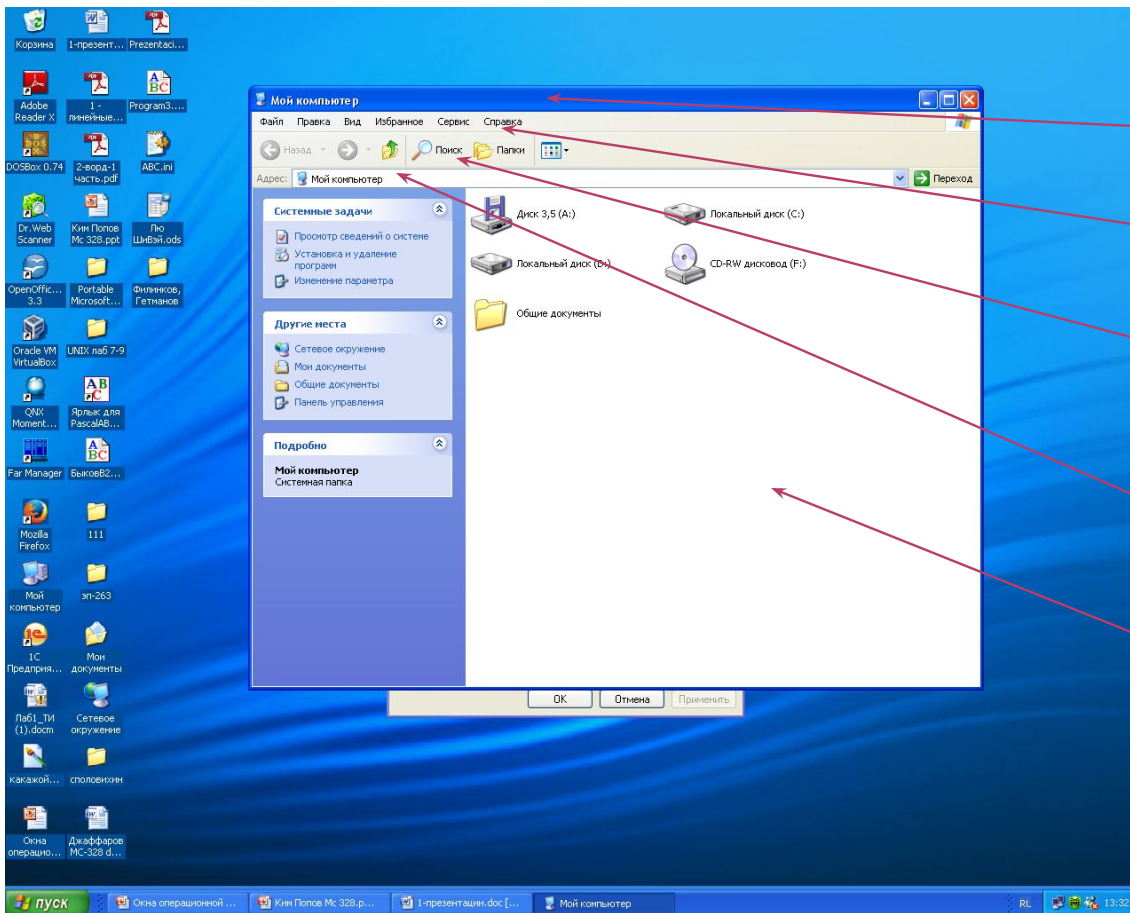 Корзина
1-презент...
Prezentaci...
Adobe
Reader X
1 -
линейные...
Program3....
DOSBox 0.74
2-ворд-1
часть.pdf
ABC.ini
Dr.Web
Scanner
Ким Попов
Мс 328.ppt
Лю
ШиВэй.ods
OpenOffic...
3.3
Portable
Microsoft...
Филинков,
Гетманов
Oracle VM
VirtualBox
UNIX лаб 7-9
QNX
Moment...
Ярлык для
PascalAB...
Far Manager
БыковВ2...
Mozilla
Firefox
111
Мой
компьютер
эп-263
1С
Предприя...
Мои
документы
Лаб1_ТИ
(1).docm
Сетевое
окружение
какажой...
споловихин
Окна
операцио...
Джаффаров
МС-328 d...
Мой компьютер
Файл Правка Вид Избранное Сервис Справка
Назад Поиск Папки
Адрес: Мой компьютер Переход
Системные задачи
Просмотр сведений о системе
Установка и удаление
программ
Изменение параметра
Другие места
Сетевое окружение
Мои документы
Общие документы
Панель управления
Подробно
Мой компьютер
Системная папка
Диск 3,5 (A:)
Локальный диск (C:)
Локальный диск (D:)
CD-RW дисковод (F:)
Общие документы
ОК Отмена Применить
пуск
Окна операционной ...
Ким Попов Мс 328.p...
1-презентации.doc [...
Мой компьютер
RL
13:32